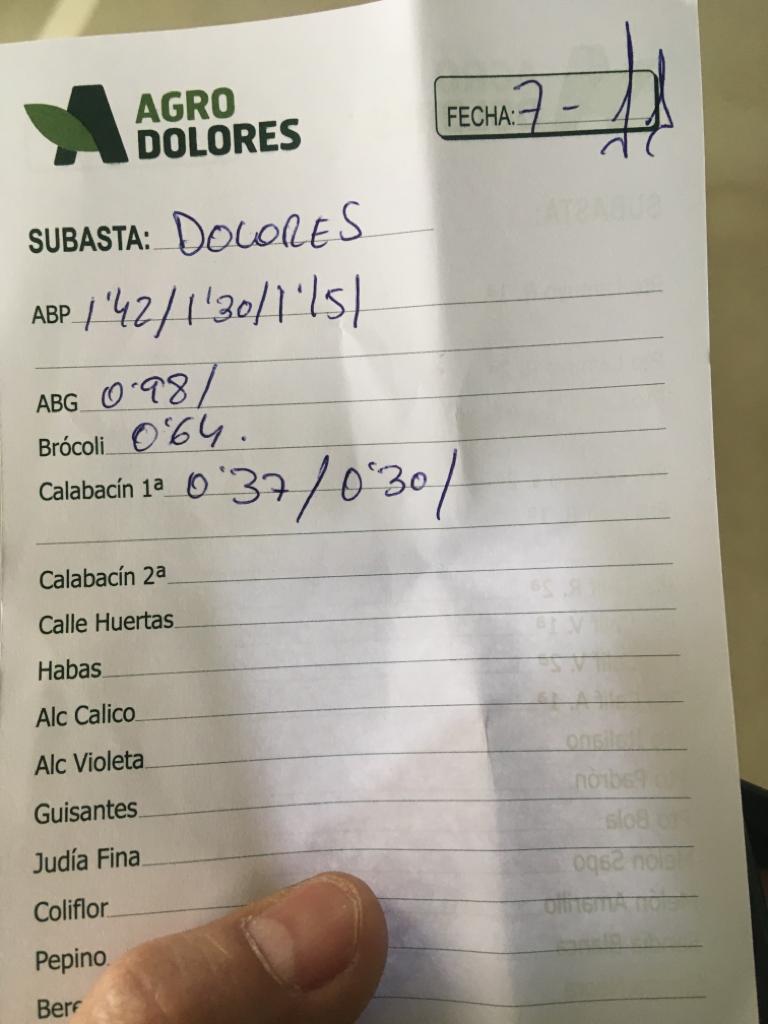 AGRO
DOLORES
FECHA: 7 - 11
SUBASTA: DOLORES
ABP 1'42/1'30/1'15/
ABG 0'98/
Brócoli 0'64.
Calabacín 1ª 0'37/0'30/
Calabacín 2ª
Calle Huertas
Habas
Alc Calico
Alc Violeta
Guisantes
Judía Fina
Coliflor
Pepino